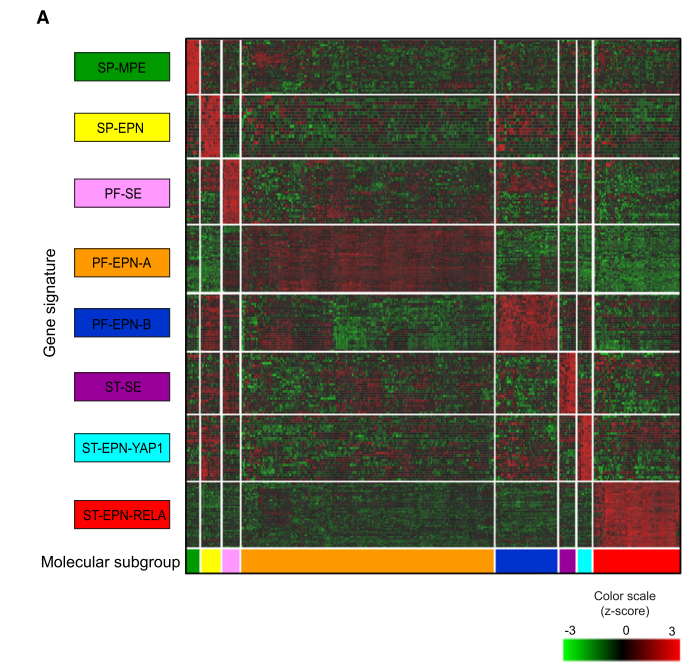 A
SP-MPE
SP-EPN
PF-SE
PF-EPN-A
PF-EPN-B
ST-SE
ST-EPN-YAP1
ST-EPN-RELA
Gene signature
Molecular subgroup
Color scale
(z-score)
-3 0 3